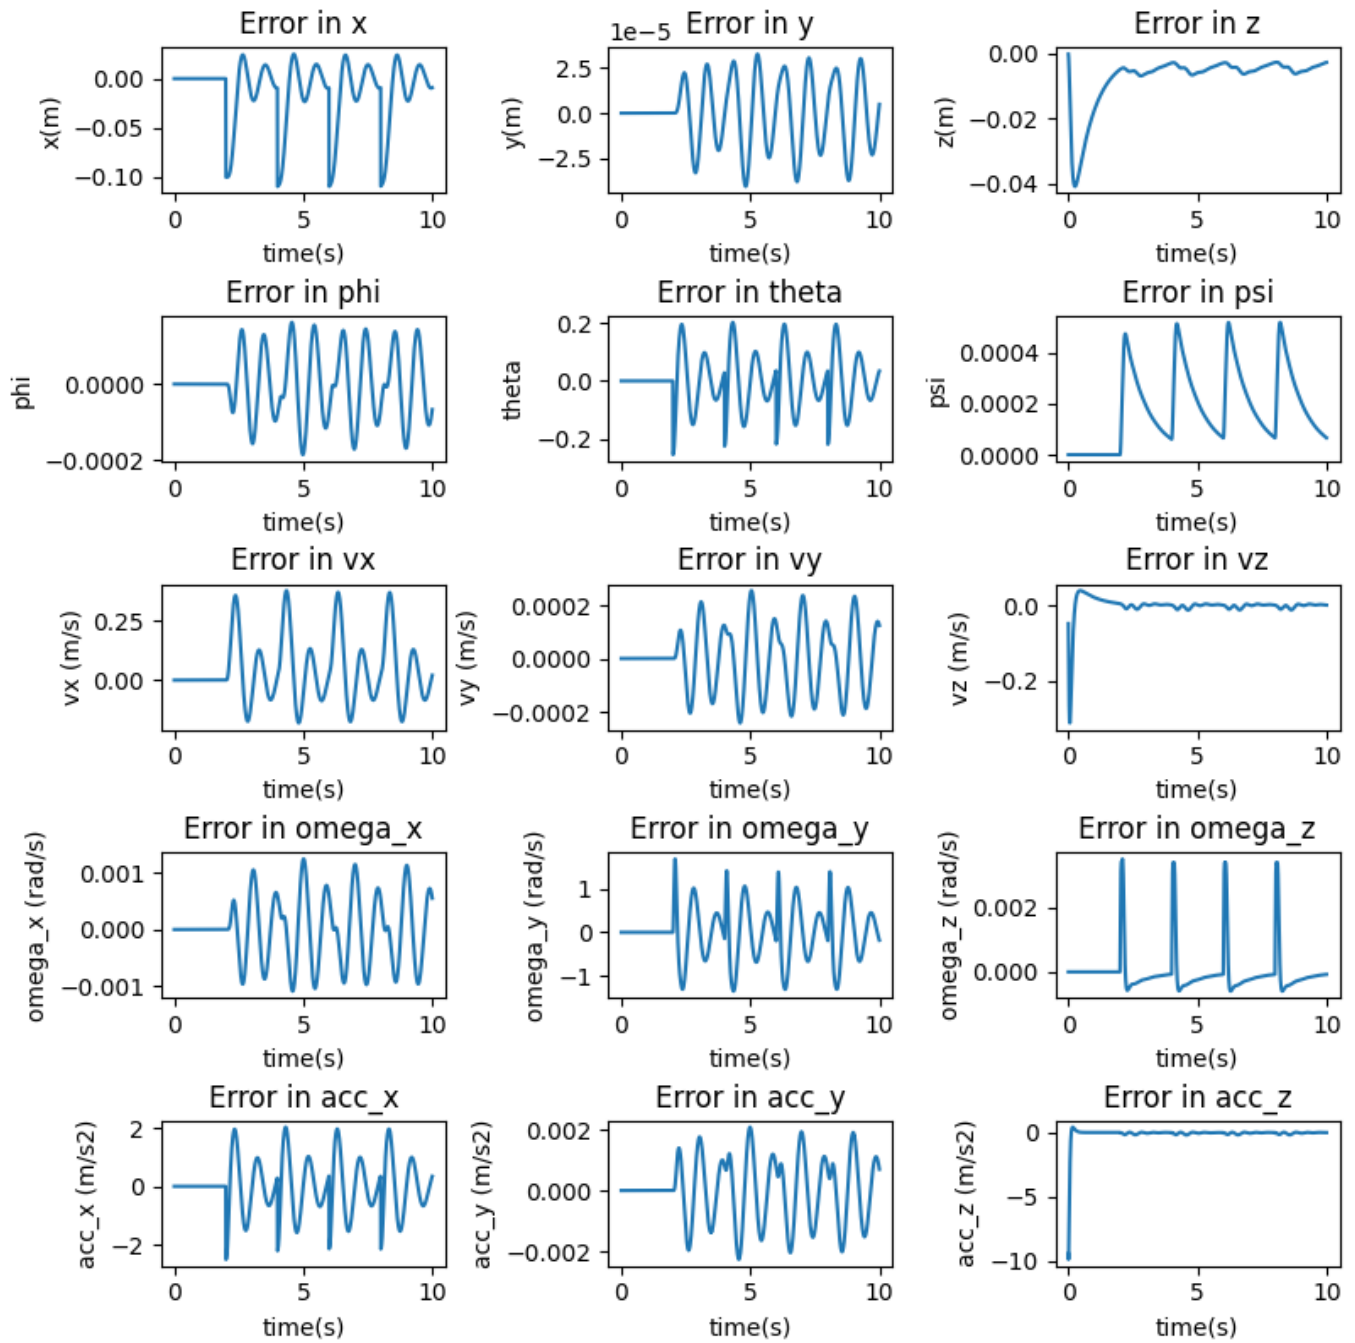 Error in x
x(m)
0.00
−0.05
−0.10
0 5 10
time(s)
1e−5 Error in y
y(m)
2.5
0.0
−2.5
0 5 10
time(s)
Error in z
z(m)
0.00
−0.02
−0.04
0 5 10
time(s)
Error in phi
phi
0.0000
−0.0002
0 5 10
time(s)
Error in theta
theta
0.2
0.0
−0.2
0 5 10
time(s)
Error in psi
psi
0.0004
0.0002
0.0000
0 5 10
time(s)
Error in vx
vx (m/s)
0.25
0.00
0 5 10
time(s)
Error in vy
vy (m/s)
0.0002
0.0000
−0.0002
0 5 10
time(s)
Error in vz
vz (m/s)
0.0
−0.2
0 5 10
time(s)
Error in omega_x
omega_x (rad/s)
0.001
0.000
−0.001
0 5 10
time(s)
Error in omega_y
omega_y (rad/s)
1
0
−1
0 5 10
time(s)
Error in omega_z
omega_z (rad/s)
0.002
0.000
0 5 10
time(s)
Error in acc_x
acc_x (m/s2)
2
0
−2
0 5 10
time(s)
Error in acc_y
acc_y (m/s2)
0.002
0.000
−0.002
0 5 10
time(s)
Error in acc_z
acc_z (m/s2)
0
−5
−10
0 5 10
time(s)